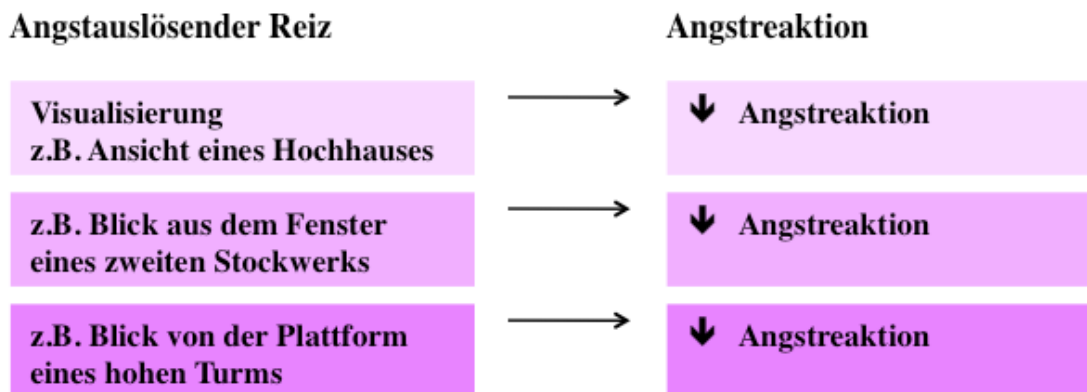 Angstauslösender Reiz
Angstreaktion
Visualisierung
z.B. Ansicht eines Hochhauses
Angstreaktion
z.B. Blick aus dem Fenster
eines zweiten Stockwerks
Angstreaktion
z.B. Blick von der Plattform
eines hohen Turms
Angstreaktion